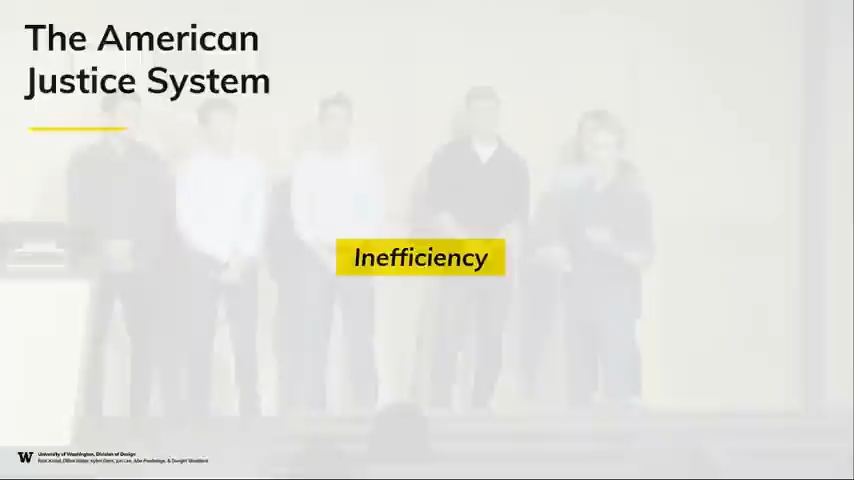 The American
Justice System
Inefficiency
W
University of Washington, Division of Design